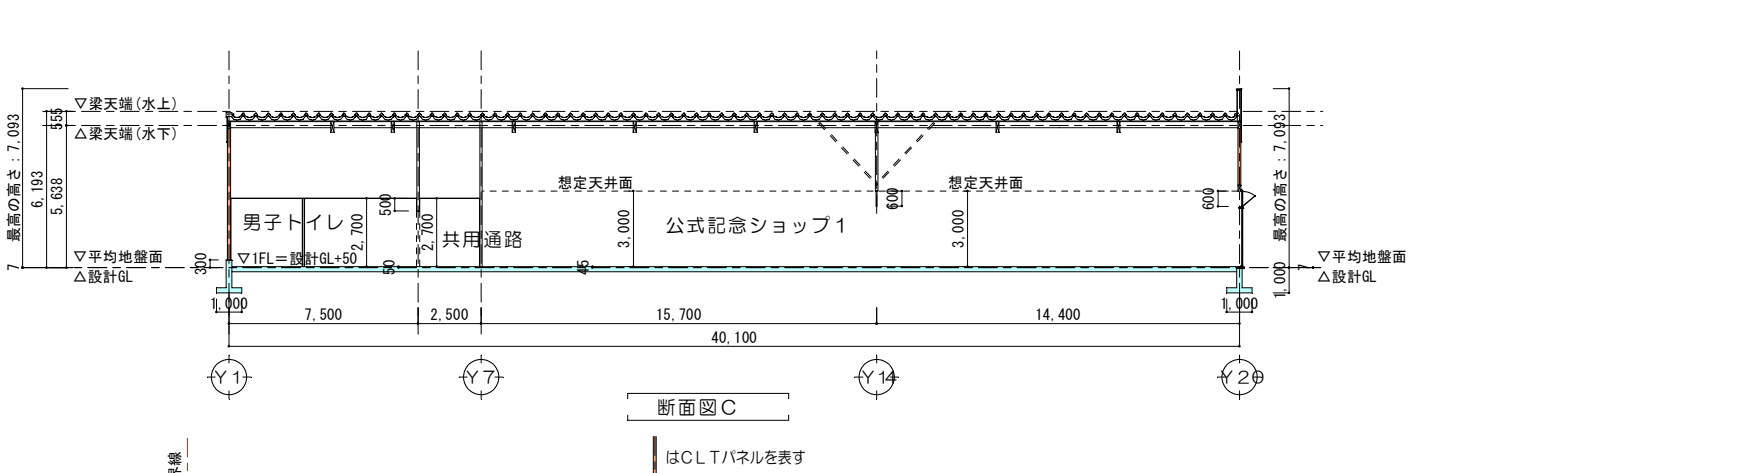 ▽梁天端(水上)
△梁天端(水下)
555
最高の高さ：7,093
6,193
5,638
7
▽平均地盤面
△設計GL
300
男子トイレ
2,700
500
2,700
共用通路
▽1FL＝設計GL+50
50
45
想定天井面
3,000
公式記念ショップ１
600
想定天井面
3,000
600
最高の高さ：7,093
7
▽平均地盤面
△設計GL
1,000
1,000
1,000
7,500
2,500
15,700
14,400
40,100
Y1
Y7
Y14
Y20
断面図Ｃ
界線
はＣＬＴパネルを表す